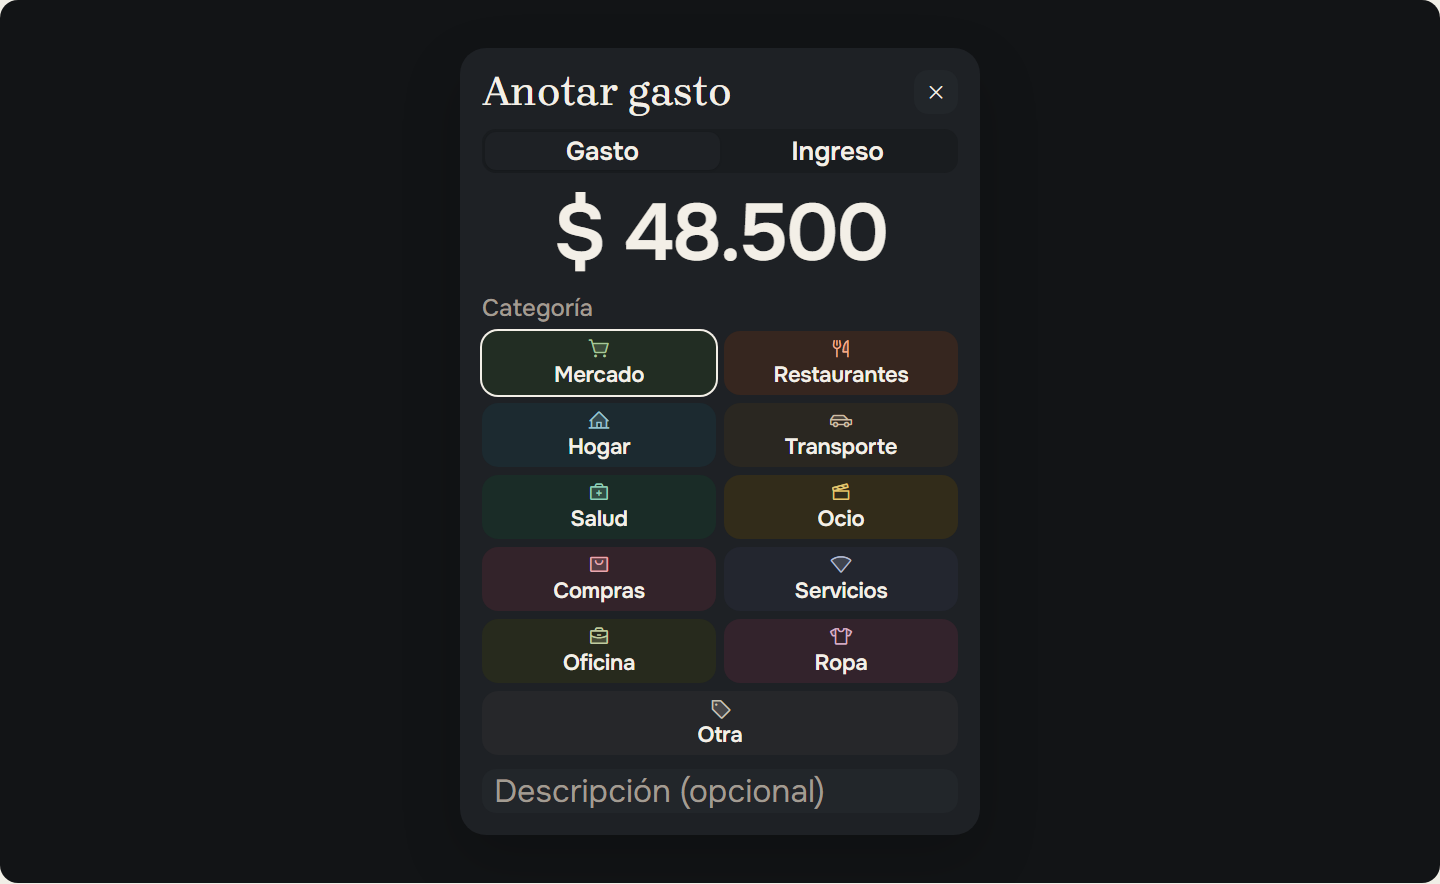 Anotar gasto
Gasto Ingreso
$ 48.500
Categoría
Mercado Restaurantes
Hogar Transporte
Salud Ocio
Compras Servicios
Oficina Ropa
Otra
Descripción (opcional)